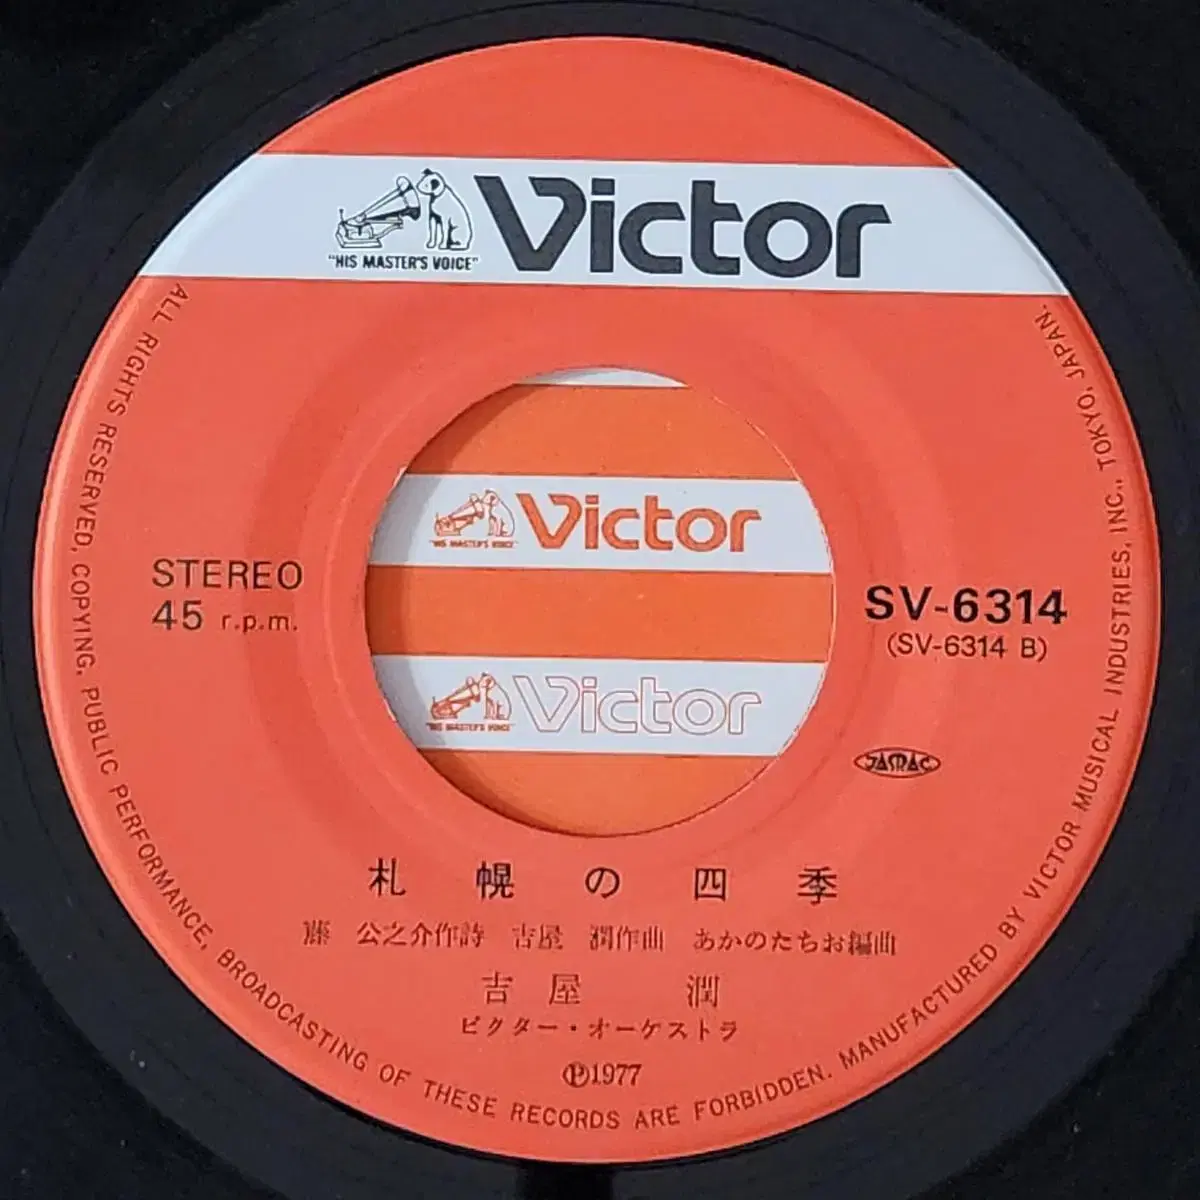 "HIS MASTER'S VOICE" Victor
"HIS MASTER'S VOICE" Victor
"HIS MASTER'S VOICE" Victor
STEREO
45 r.p.m.
SV-6314
(SV-6314 B)
JASRAC
札幌の四季
藤 公之介作詩 吉屋 潤作曲 あかのたちお編曲
吉屋 潤
ビクター・オーケストラ
Ⓟ1977
ALL RIGHTS RESERVED, COPYING, PUBLIC PERFORMANCE, BROADCASTING OF THESE RECORDS ARE FORBIDDEN. MANUFACTURED BY VICTOR MUSICAL INDUSTRIES, INC., TOKYO, JAPAN.